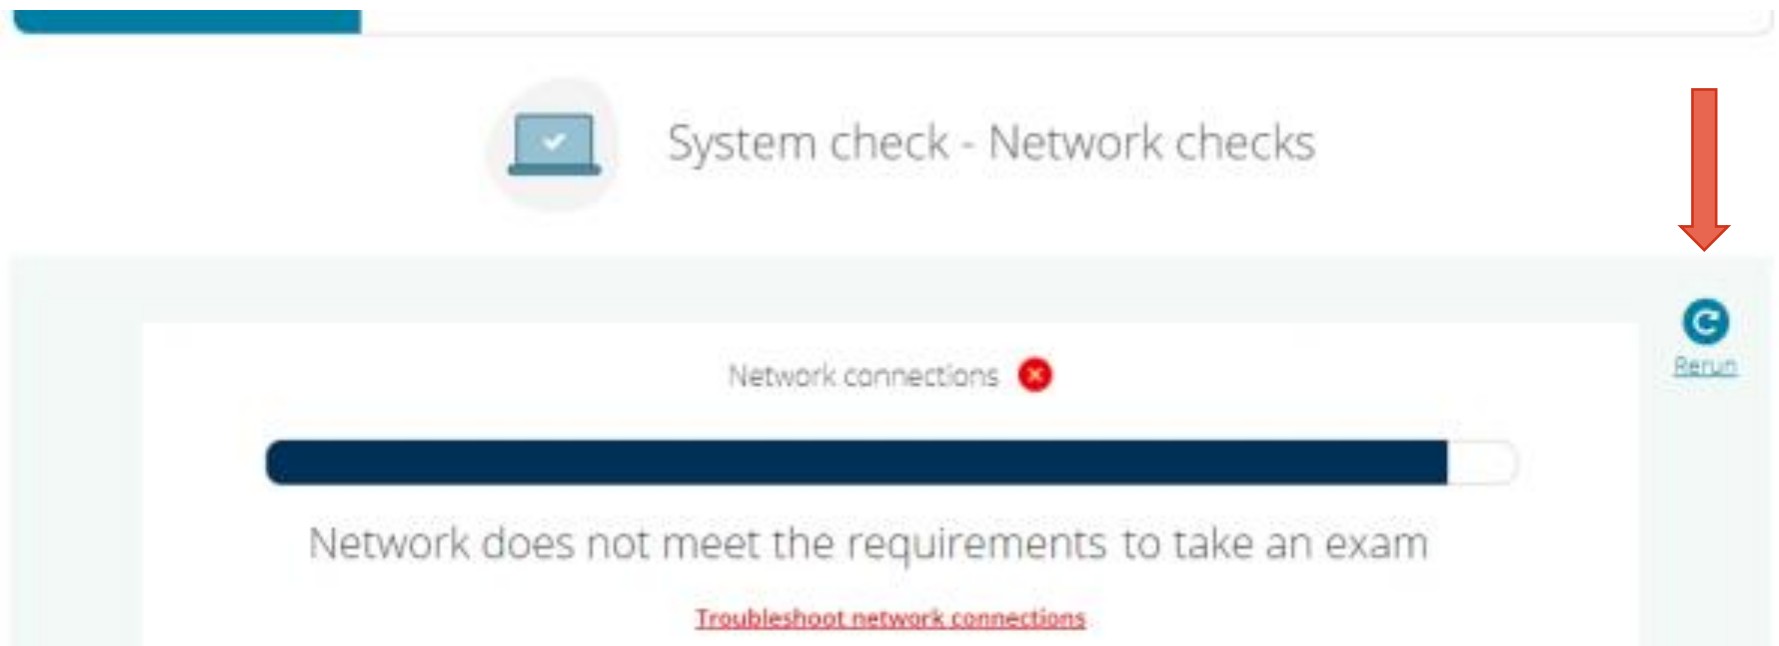 System check - Network checks
Rerun
Network connections
Network does not meet the requirements to take an exam
Troubleshoot network connections